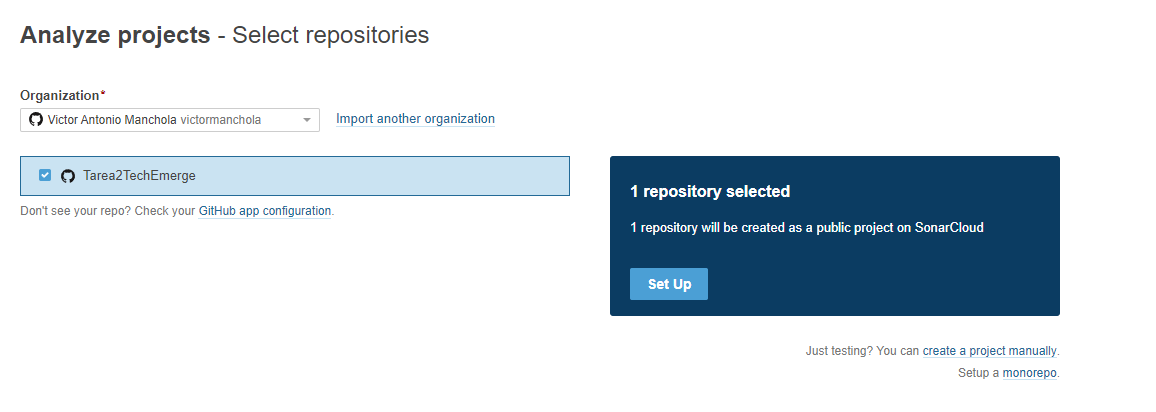 Analyze projects - Select repositories
Organization*
Victor Antonio Manchola victormanchola
Import another organization
Tarea2TechEmerge
Don't see your repo? Check your GitHub app configuration.
1 repository selected
1 repository will be created as a public project on SonarCloud
Set Up
Just testing? You can create a project manually.
Setup a monorepo.